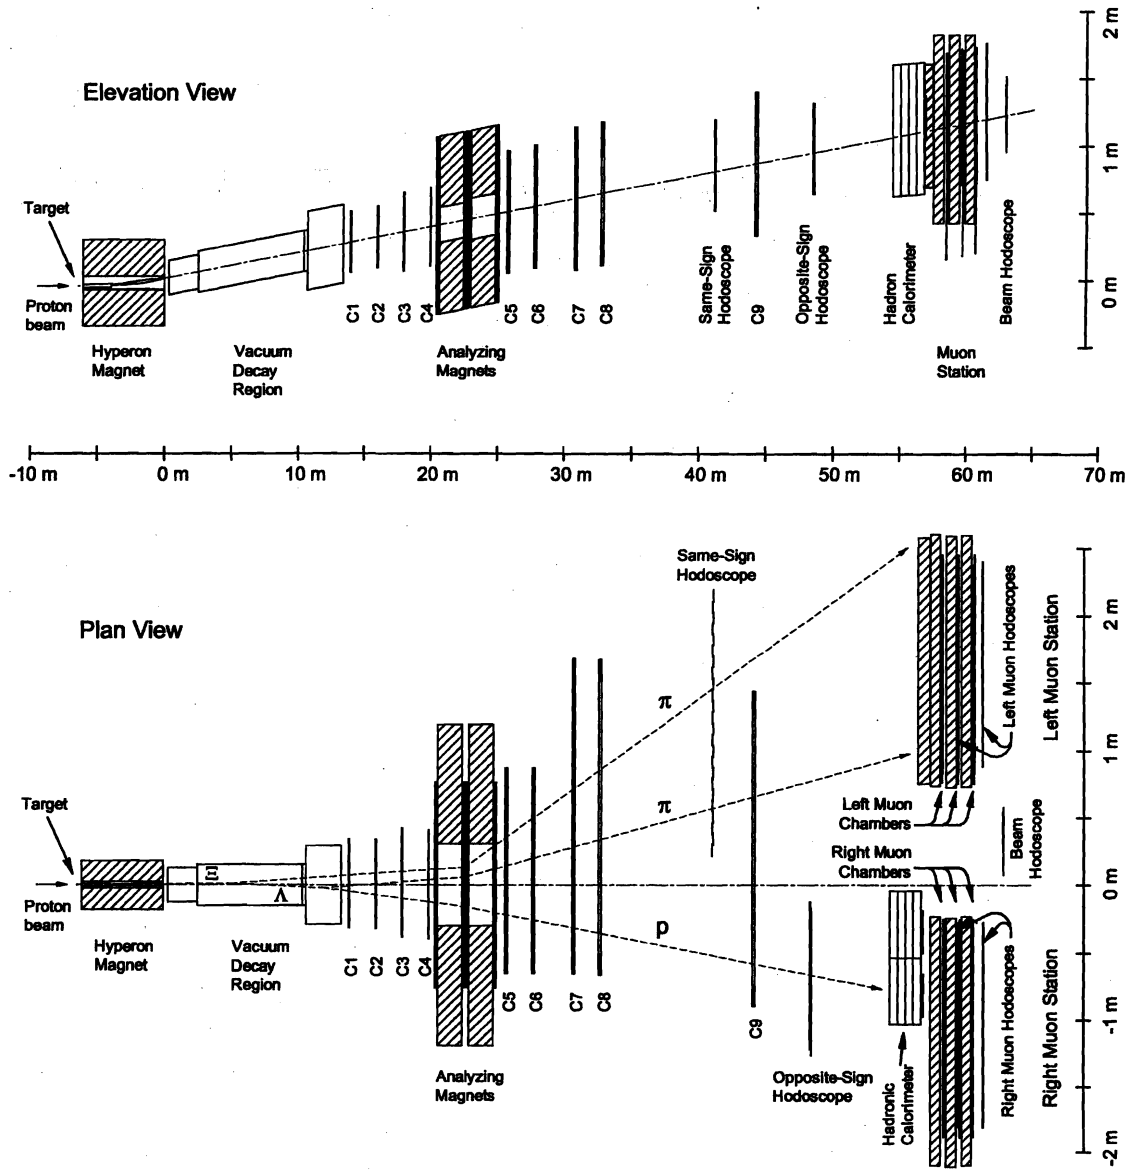 Elevation View
Target
Proton
beam
Hyperon
Magnet
Vacuum
Decay
Region
C1
C2
C3
C4
Analyzing
Magnets
C5
C6
C7
C8
Same-Sign
Hodoscope
C9
Opposite-Sign
Hodoscope
Hadron
Calorimeter
Muon
Station
Beam Hodoscope
2 m
1 m
0 m
-10 m
0 m
10 m
20 m
30 m
40 m
50 m
60 m
70 m
Plan View
Target
Proton
beam
Hyperon
Magnet
Ξ
Λ
Vacuum
Decay
Region
C1
C2
C3
C4
Analyzing
Magnets
C5
C6
C7
C8
Same-Sign
Hodoscope
π
π
p
C9
Opposite-Sign
Hodoscope
Hadronic
Calorimeter
Left Muon
Chambers
Right Muon
Chambers
Beam
Hodoscope
Left Muon Hodoscopes
Left Muon Station
Right Muon Hodoscopes
Right Muon Station
2 m
1 m
0 m
-1 m
-2 m